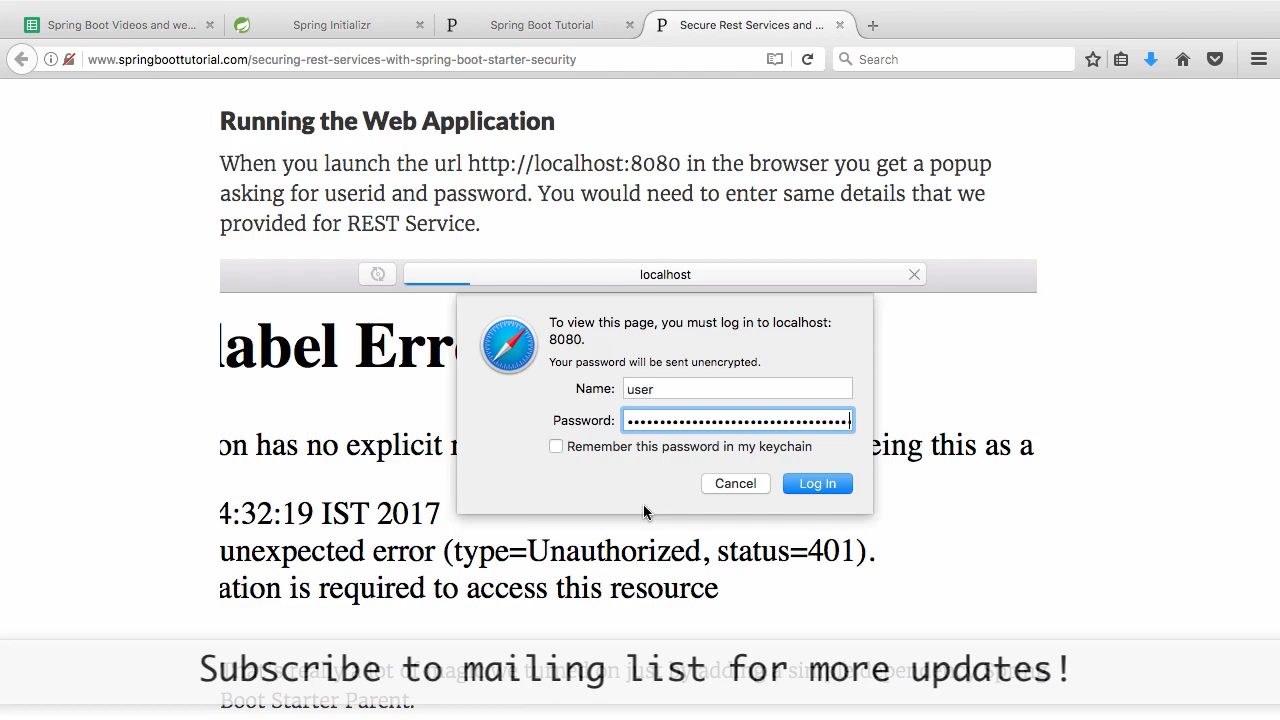 Spring Boot Videos and we...
Spring Initializr
Spring Boot Tutorial
P
Secure Rest Services and ...
P
www.springboottutorial.com/securing-rest-services-with-spring-boot-starter-security
Search
Running the Web Application
When you launch the url http://localhost:8080 in the browser you get a popup
asking for userid and password. You would need to enter same details that we
provided for REST Service.
localhost
label Erro
To view this page, you must log in to localhost:
8080.
Your password will be sent unencrypted.
Name: user
Password:
Remember this password in my keychain
on has no explicit
eing this as a
Cancel
Log In
4:32:19 IST 2017
unexpected error (type=Unauthorized, status=401).
ation is required to access this resource
Subscribe to mailing list for more updates!
Boot Starter Parent.